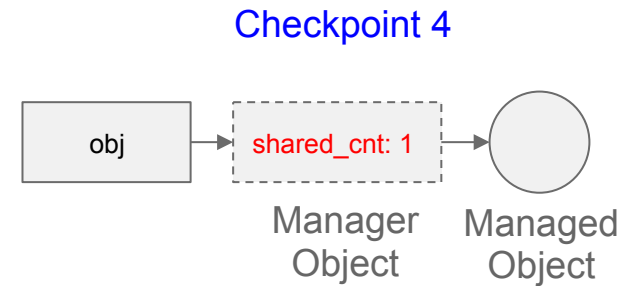 Checkpoint 4
obj
shared_cnt: 1
Manager
Object
Managed
Object